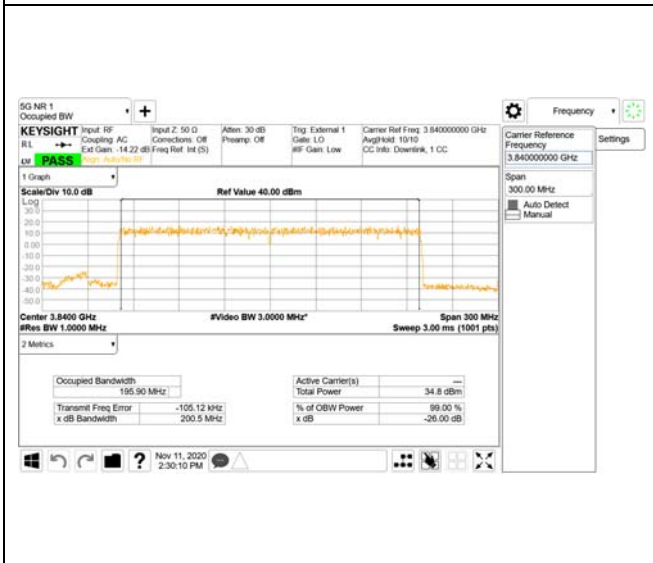 5G NR 1
Occupied BW
Frequency
KEYSIGHT Input: RF Input Z: 50 Ω Atten: 30 dB Trig: External 1 Carrier Ref Freq: 3.840000000 GHz
RL Coupling: AC Corrections: Off Preamp: Off Gate: LO Avg|Hold: 10/10
Ext Gain: -14.22 dB Freq Ref: Int (S) #IF Gain: Low CC Info: Downlink, 1 CC
PASS Align: Auto/No RF
Carrier Reference
Frequency
3.840000000 GHz
Settings
Span
300.00 MHz
Auto Detect
Manual
1 Graph
Scale/Div 10.0 dB Ref Value 40.00 dBm
Log
30.0
20.0
10.0
0.00
-10.0
-20.0
-30.0
-40.0
-50.0
Center 3.8400 GHz #Video BW 3.0000 MHz* Span 300 MHz
#Res BW 1.0000 MHz Sweep 3.00 ms (1001 pts)
2 Metrics
Occupied Bandwidth Active Carrier(s) ---
195.90 MHz Total Power 34.8 dBm
Transmit Freq Error -105.12 kHz % of OBW Power 99.00 %
x dB Bandwidth 200.5 MHz x dB -26.00 dB
Nov 11, 2020
2:30:10 PM